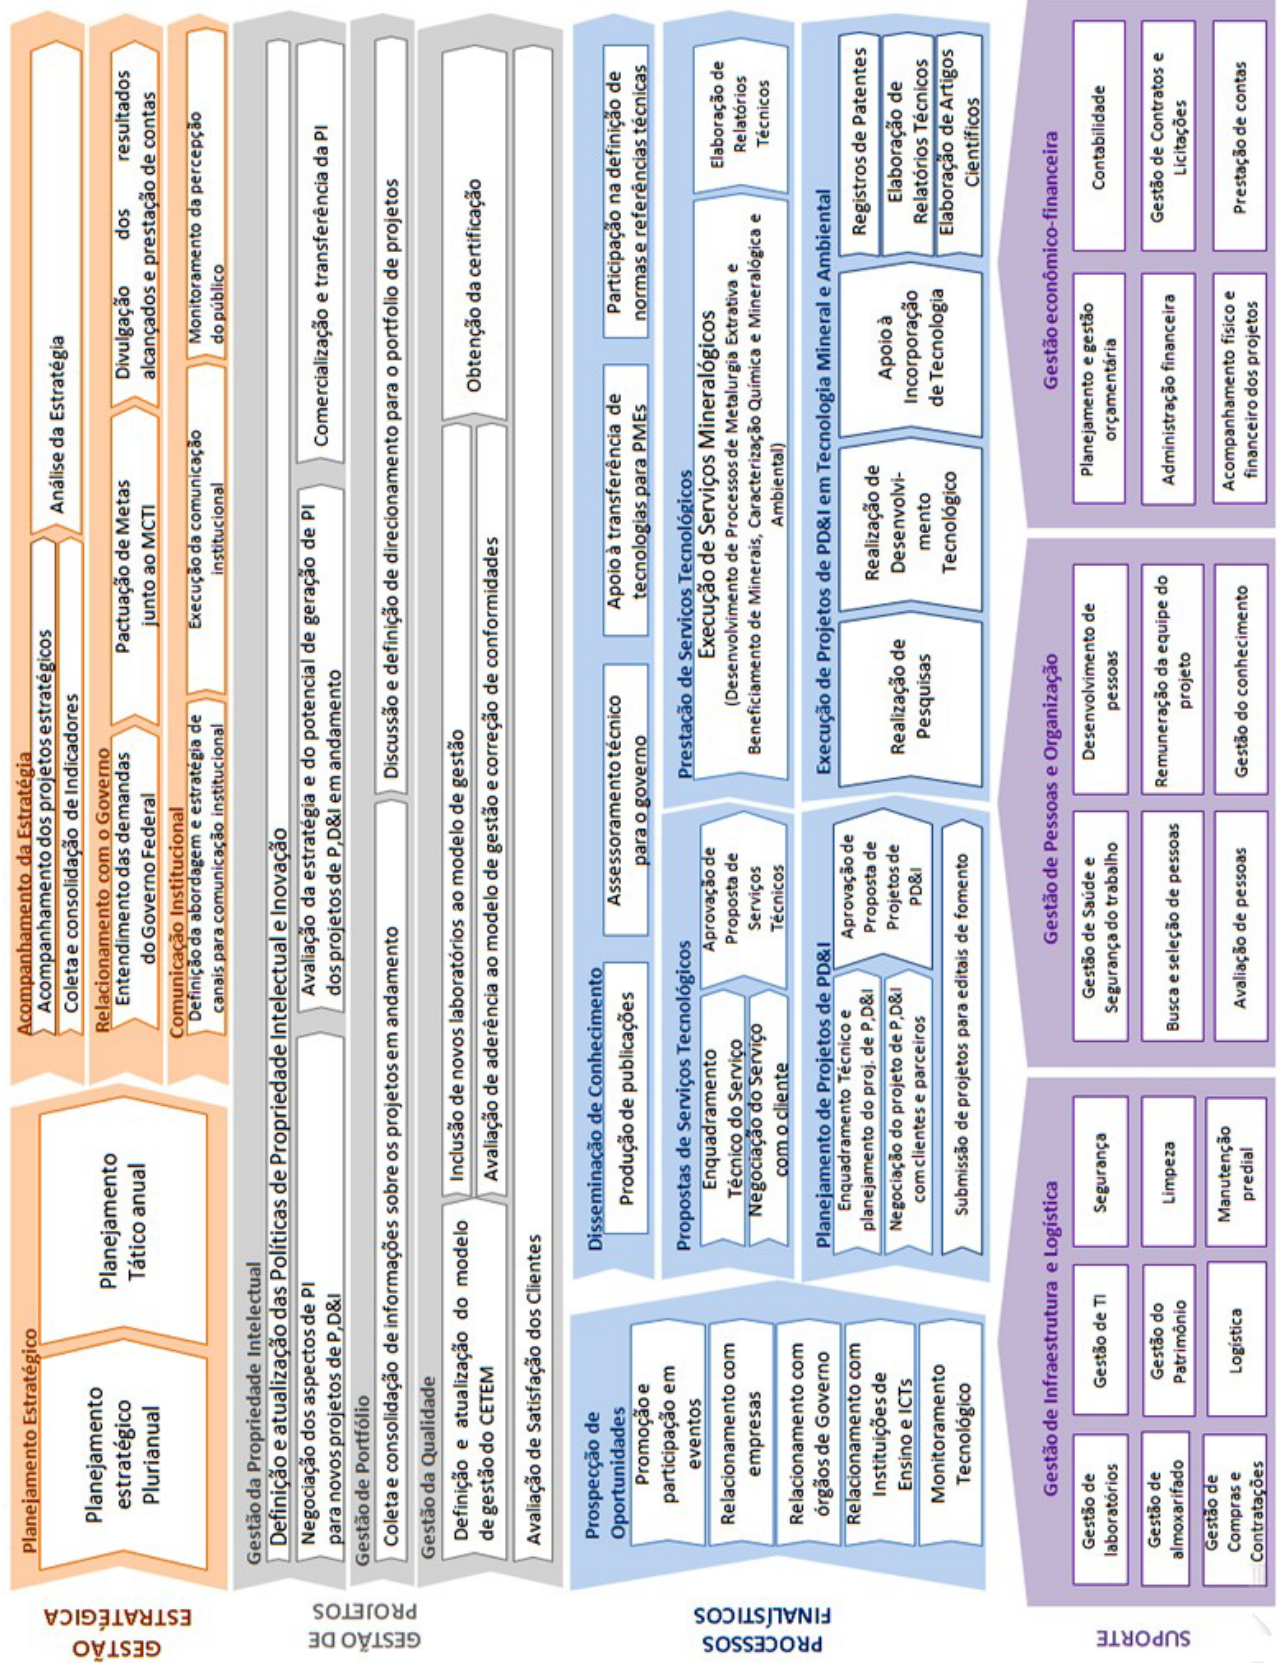 GESTÃO
ESTRATÉGICA
Planejamento Estratégico
Planejamento
estratégico
Plurianual
Planejamento
Tático anual
Acompanhamento da Estratégia
Acompanhamento dos projetos estratégicos
Coleta e consolidação de Indicadores
Análise da Estratégia
Relacionamento com o Governo
Entendimento das demandas
do Governo Federal
Pactuação de Metas
junto ao MCTI
Divulgação dos resultados
alcançados e prestação de contas
Comunicação Institucional
Definição da abordagem e estratégia de
canais para comunicação institucional
Execução da comunicação
institucional
Monitoramento da percepção
do público
GESTÃO DE
PROJETOS
Gestão da Propriedade Intelectual
Definição e atualização das Políticas de Propriedade Intelectual e Inovação
Negociação dos aspectos de PI
para novos projetos de P,D&I
Avaliação da estratégia e do potencial de geração de PI
dos projetos de P,D&I em andamento
Comercialização e transferência da PI
Gestão de Portfólio
Coleta e consolidação de informações sobre os projetos em andamento
Discussão e definição de direcionamento para o portfolio de projetos
Gestão da Qualidade
Definição e atualização do modelo
de gestão do CETEM
Inclusão de novos laboratórios ao modelo de gestão
Avaliação de aderência ao modelo de gestão e correção de conformidades
Obtenção da certificação
Avaliação de Satisfação dos Clientes
PROCESSOS
FINALÍSTICOS
Prospecção de
Oportunidades
Promoção e
participação em
eventos
Relacionamento com
empresas
Relacionamento com
órgãos de Governo
Relacionamento com
Instituições de
Ensino e ICTs
Monitoramento
Tecnológico
Disseminação de Conhecimento
Produção de publicações
Assessoramento técnico
para o governo
Apoio à transferência de
tecnologias para PMEs
Participação na definição de
normas e referências técnicas
Propostas de Serviços Tecnológicos
Enquadramento
Técnico do Serviço
Negociação do Serviço
com o cliente
Aprovação de
Proposta de
Serviços
Técnicos
Prestação de Servicos Tecnológicos
Execução de Serviços Mineralógicos
(Desenvolvimento de Processos de Metalurgia Extrativa e
Beneficiamento de Minerais, Caracterização Química e Mineralógica e
Ambiental)
Elaboração de
Relatórios
Técnicos
Planejamento de Projetos de PD&I
Enquadramento Técnico e
planejamento do proj. de P,D&I
Negociação do projeto de P,D&I
com clientes e parceiros
Aprovação de
Proposta de
Projetos de
PD&I
Submissão de projetos para editais de fomento
Execução de Projetos de PD&I em Tecnologia Mineral e Ambiental
Realização de
Pesquisas
Realização de
Desenvolvi-
mento
Tecnológico
Apoio à
Incorporação
de Tecnologia
Registros de Patentes
Elaboração de
Relatórios Técnicos
Elaboração de Artigos
Científicos
SUPORTE
Gestão de Infraestrutura e Logística
Gestão de
laboratórios
Gestão de TI
Segurança
Gestão de
almoxarifado
Gestão do
Patrimônio
Limpeza
Gestão de
Compras e
Contratações
Logística
Manutenção
predial
Gestão de Pessoas e Organização
Gestão de Saúde e
Segurança do trabalho
Desenvolvimento de
pessoas
Busca e seleção de pessoas
Remuneração da equipe do
projeto
Avaliação de pessoas
Gestão do conhecimento
Gestão econômico-financeira
Planejamento e gestão
orçamentária
Contabilidade
Administração financeira
Gestão de Contratos e
Licitações
Acompanhamento físico e
financeiro dos projetos
Prestação de contas